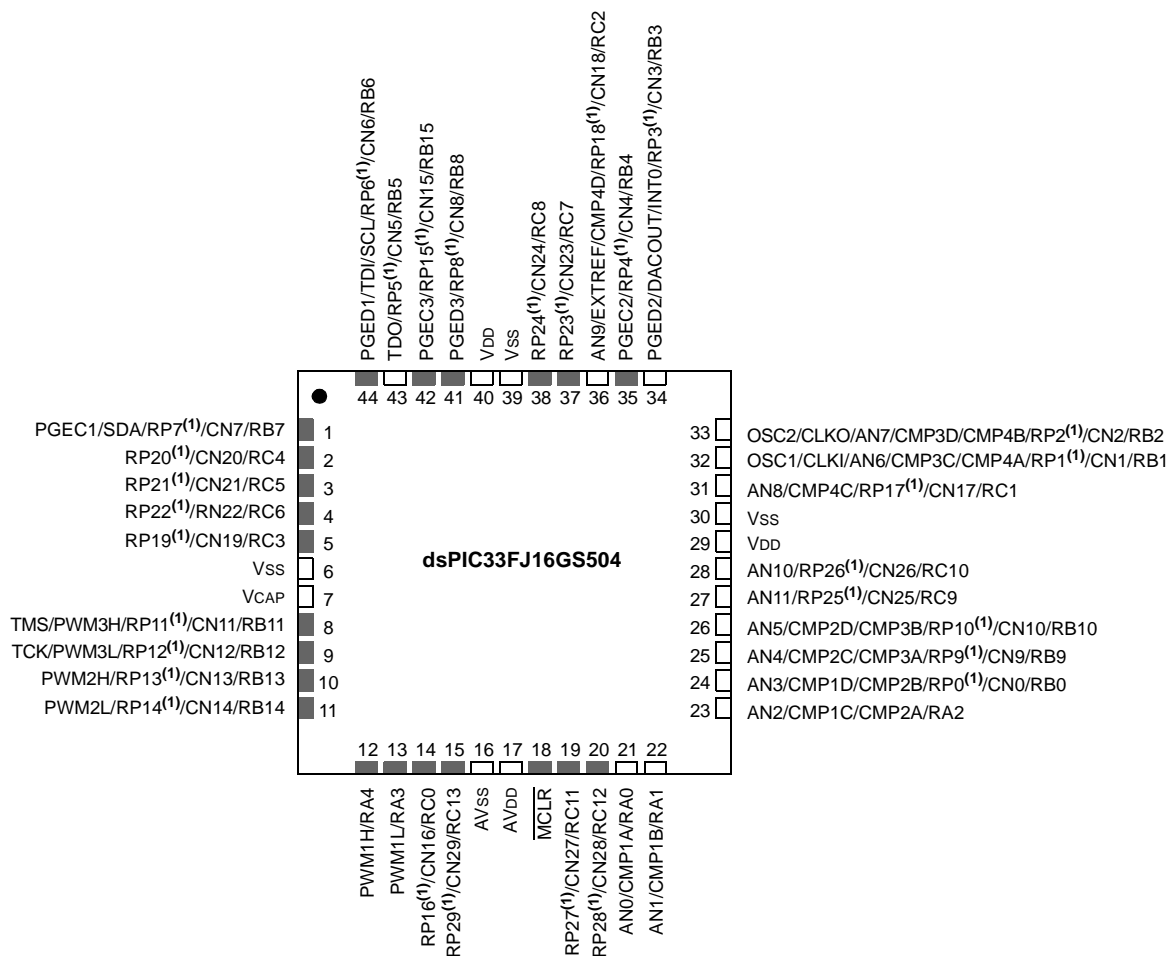 PGED1/TDI/SCL/RP6(1)/CN6/RB6
TDO/RP5(1)/CN5/RB5
PGEC3/RP15(1)/CN15/RB15
PGED3/RP8(1)/CN8/RB8
VDD
VSS
RP24(1)/CN24/RC8
RP23(1)/CN23/RC7
AN9/EXTREF/CMP4D/RP18(1)/CN18/RC2
PGEC2/RP4(1)/CN4/RB4
PGED2/DACOUT/INT0/RP3(1)/CN3/RB3
44 43 42 41 40 39 38 37 36 35 34
PGEC1/SDA/RP7(1)/CN7/RB7 1
RP20(1)/CN20/RC4 2
RP21(1)/CN21/RC5 3
RP22(1)/RN22/RC6 4
RP19(1)/CN19/RC3 5
VSS 6
VCAP 7
TMS/PWM3H/RP11(1)/CN11/RB11 8
TCK/PWM3L/RP12(1)/CN12/RB12 9
PWM2H/RP13(1)/CN13/RB13 10
PWM2L/RP14(1)/CN14/RB14 11
dsPIC33FJ16GS504
33 OSC2/CLKO/AN7/CMP3D/CMP4B/RP2(1)/CN2/RB2
32 OSC1/CLKI/AN6/CMP3C/CMP4A/RP1(1)/CN1/RB1
31 AN8/CMP4C/RP17(1)/CN17/RC1
30 VSS
29 VDD
28 AN10/RP26(1)/CN26/RC10
27 AN11/RP25(1)/CN25/RC9
26 AN5/CMP2D/CMP3B/RP10(1)/CN10/RB10
25 AN4/CMP2C/CMP3A/RP9(1)/CN9/RB9
24 AN3/CMP1D/CMP2B/RP0(1)/CN0/RB0
23 AN2/CMP1C/CMP2A/RA2
12 13 14 15 16 17 18 19 20 21 22
PWM1H/RA4
PWM1L/RA3
RP16(1)/CN16/RC0
RP29(1)/CN29/RC13
AVSS
AVDD
MCLR
RP27(1)/CN27/RC11
RP28(1)/CN28/RC12
AN0/CMP1A/RA0
AN1/CMP1B/RA1